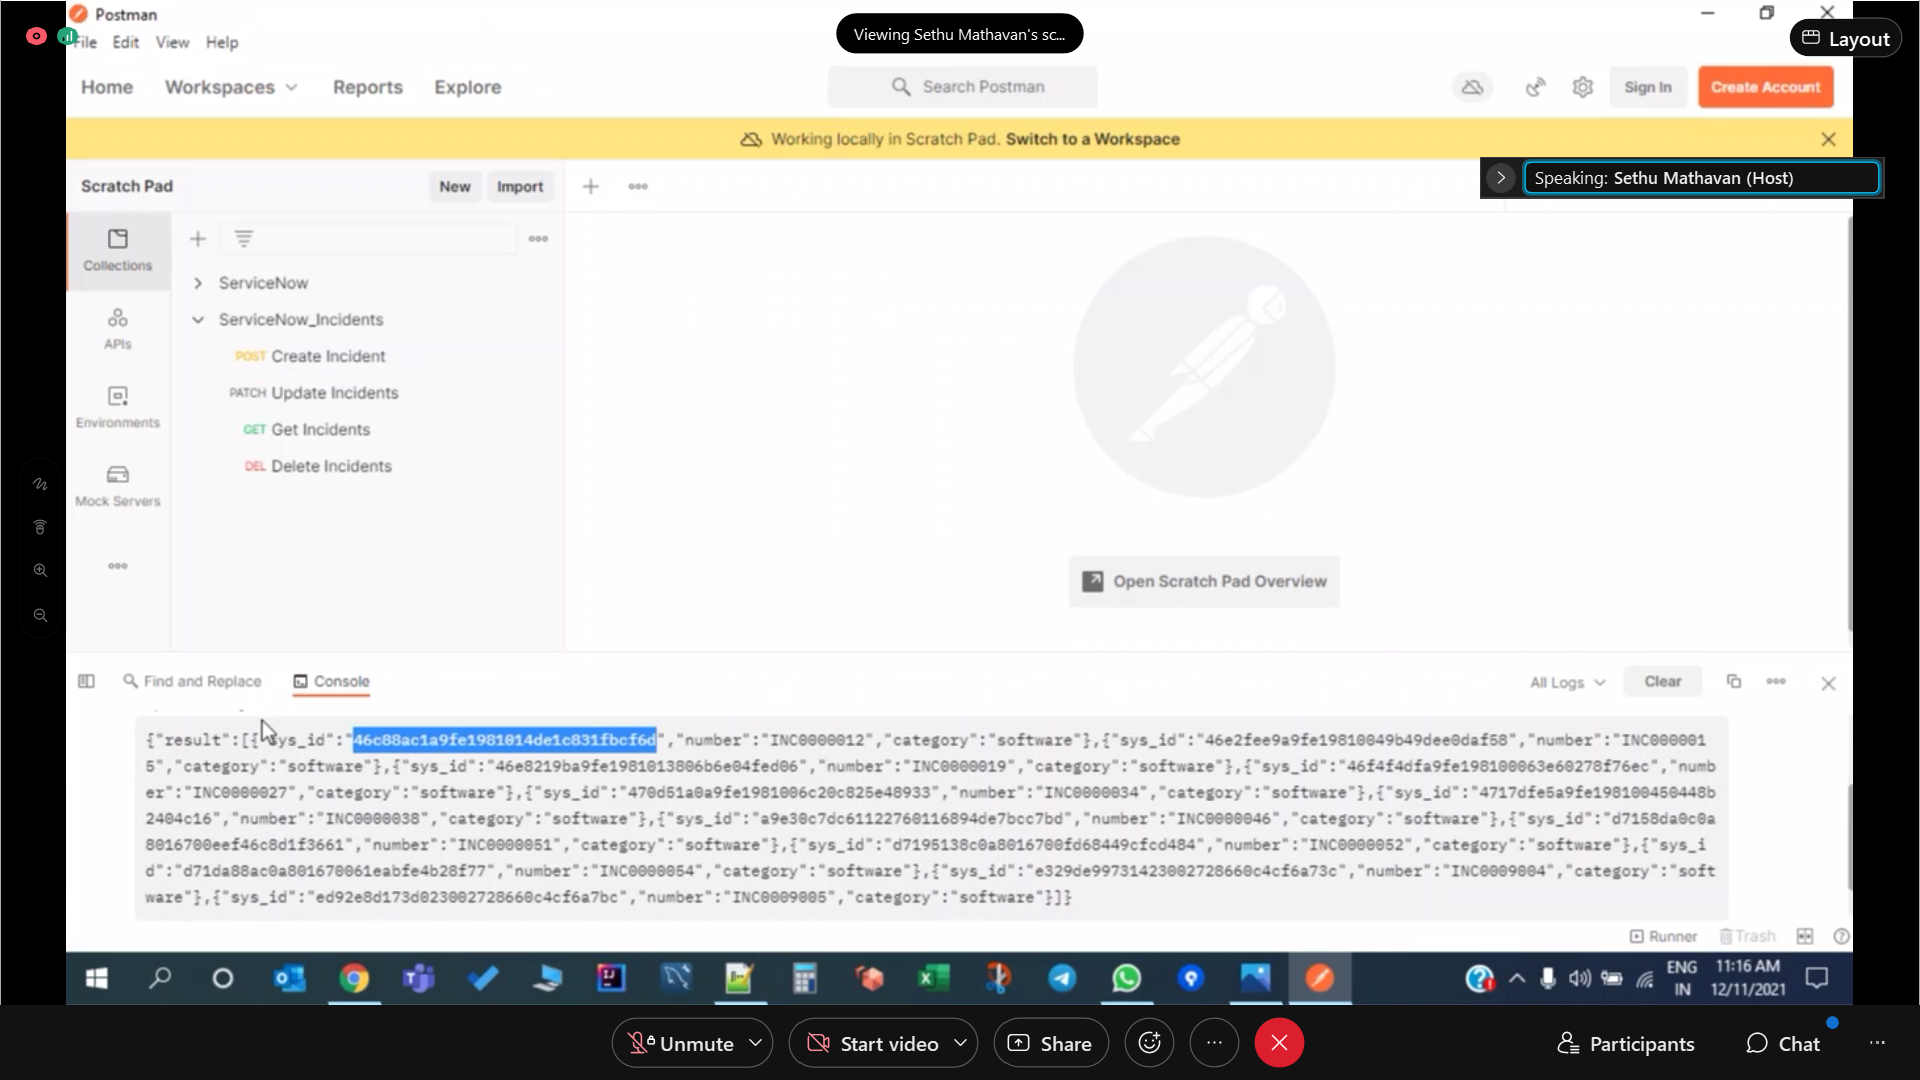 Postman
Viewing Sethu Mathavan's sc...
File Edit View Help
Layout
Home Workspaces Reports Explore
Search Postman
Sign In
Create Account
Working locally in Scratch Pad. Switch to a Workspace
Speaking: Sethu Mathavan (Host)
Scratch Pad
New
Import
Collections
APIs
Environments
Mock Servers
ServiceNow
ServiceNow_Incidents
POST Create Incident
PATCH Update Incidents
GET Get Incidents
DEL Delete Incidents
Open Scratch Pad Overview
Find and Replace
Console
All Logs
Clear
{"result":[{"sys_id":"46c88ac1a9fe1981014de1c831fbcf6d","number":"INC0000012","category":"software"},{"sys_id":"46e2fee9a9fe19810049b49dee0daf58","number":"INC000001
5","category":"software"},{"sys_id":"46e8219ba9fe1981013806b6e04fed06","number":"INC0000019","category":"software"},{"sys_id":"46f4f4dfa9fe198100063e60278f76ec","numb
er":"INC0000027","category":"software"},{"sys_id":"470d51a0a9fe1981006c20c825e48933","number":"INC0000034","category":"software"},{"sys_id":"4717dfe5a9fe198100450448b
2404c16","number":"INC0000038","category":"software"},{"sys_id":"a9e30c7dc61122760116894de7bcc7bd","number":"INC0000046","category":"software"},{"sys_id":"d7158da0c0a
8016700eef46c8d1f3661","number":"INC0000051","category":"software"},{"sys_id":"d7195138c0a8016700fd68449cfcd484","number":"INC0000052","category":"software"},{"sys_i
d":"d71da88ac0a801670061eabfe4b28f77","number":"INC0000054","category":"software"},{"sys_id":"e329de99731423002728660c4cf6a73c","number":"INC0009004","category":"soft
ware"},{"sys_id":"ed92e8d173d023002728660c4cf6a7bc","number":"INC0009005","category":"software"}]}
Runner
Trash
ENG
IN
11:16 AM
12/11/2021
Unmute
Start video
Share
Participants
Chat